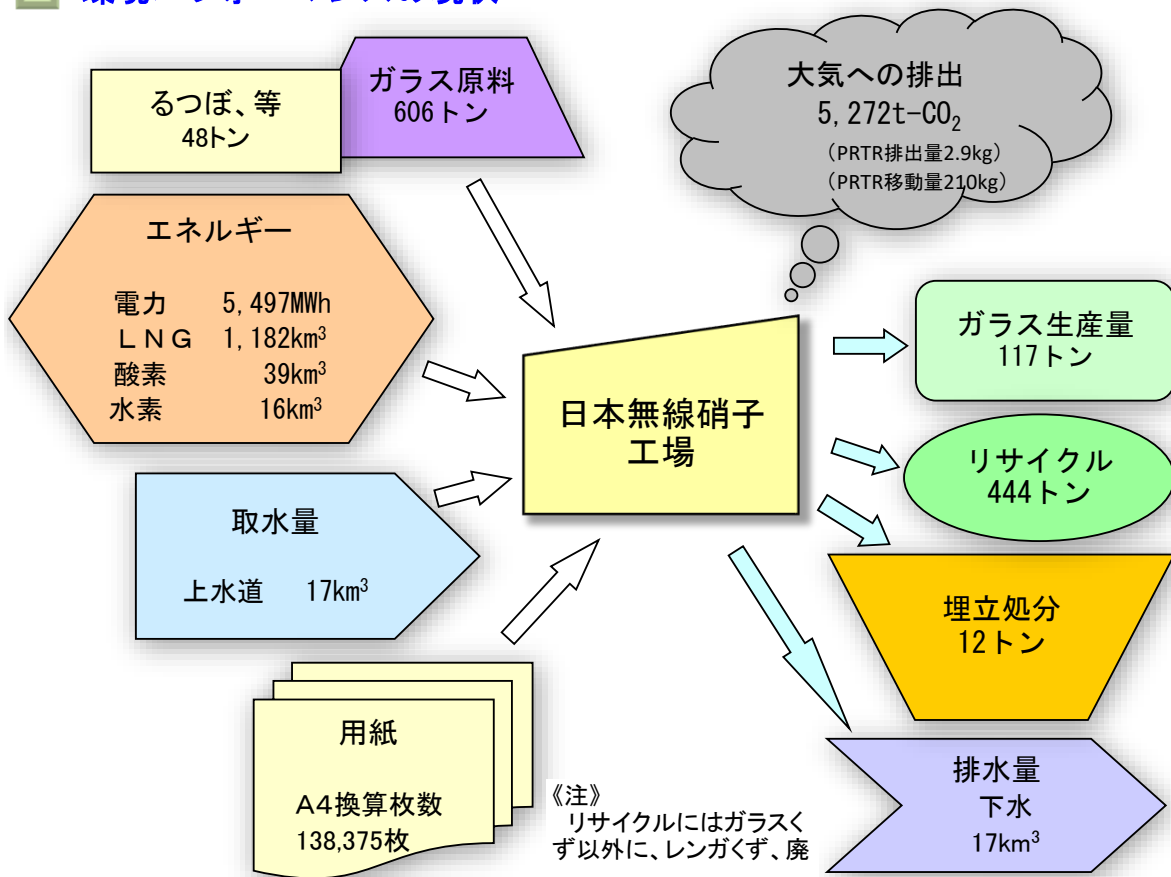 るつぼ、等
48トン
ガラス原料
606トン
大気への排出
5,272t-CO₂
（PRTR排出量2.9kg）
（PRTR移動量210kg）
エネルギー
電力 5,497MWh
ＬＮＧ 1,182km³
酸素 39km³
水素 16km³
日本無線硝子
工場
ガラス生産量
117トン
リサイクル
444トン
取水量
上水道 17km³
埋立処分
12トン
用紙
A4換算枚数
138,375枚
《注》
リサイクルにはガラスく
ず以外に、レンガくず、廃
排水量
下水
17km³